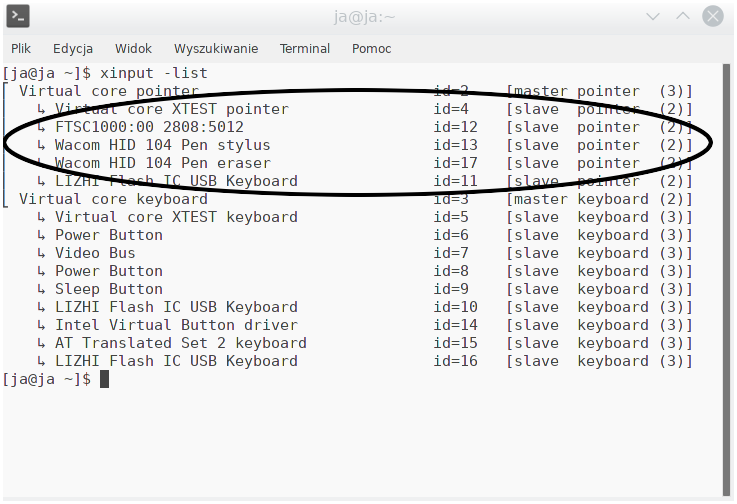 ja@ja:~
Plik Edycja Widok Wyszukiwanie Terminal Pomoc
[ja@ja ~]$ xinput -list
⎡ Virtual core pointer id=2 [master pointer (3)]
⎜ ↳ Virtual core XTEST pointer id=4 [slave pointer (2)]
⎜ ↳ FTSC1000:00 2808:5012 id=12 [slave pointer (2)]
⎜ ↳ Wacom HID 104 Pen stylus id=13 [slave pointer (2)]
⎜ ↳ Wacom HID 104 Pen eraser id=17 [slave pointer (2)]
⎜ ↳ LIZHI Flash IC USB Keyboard id=11 [slave pointer (2)]
⎣ Virtual core keyboard id=3 [master keyboard (2)]
↳ Virtual core XTEST keyboard id=5 [slave keyboard (3)]
↳ Power Button id=6 [slave keyboard (3)]
↳ Video Bus id=7 [slave keyboard (3)]
↳ Power Button id=8 [slave keyboard (3)]
↳ Sleep Button id=9 [slave keyboard (3)]
↳ LIZHI Flash IC USB Keyboard id=10 [slave keyboard (3)]
↳ Intel Virtual Button driver id=14 [slave keyboard (3)]
↳ AT Translated Set 2 keyboard id=15 [slave keyboard (3)]
↳ LIZHI Flash IC USB Keyboard id=16 [slave keyboard (3)]
[ja@ja ~]$